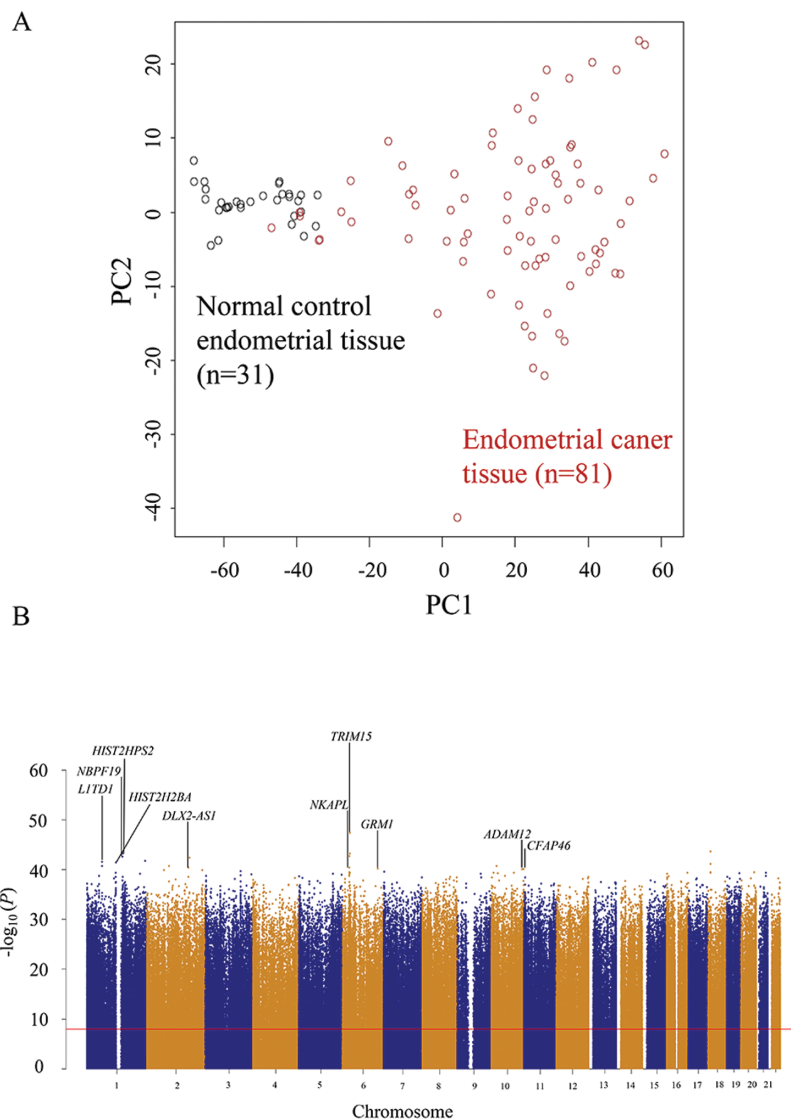 A
20
10
0
-10
-20
-30
-40
PC2
Normal control
endometrial tissue
(n=31)
Endometrial caner
tissue (n=81)
-60 -40 -20 0 20 40 60
PC1
B
TRIM15
HIST2HPS2
NBPF19
L1TD1
HIST2H2BA
DLX2-AS1
NKAPL
GRM1
ADAM12
CFAP46
60
50
40
30
20
10
0
-log10 (P)
1 2 3 4 5 6 7 8 9 10 11 12 13 14 15 16 17 18 19 20 21
Chromosome